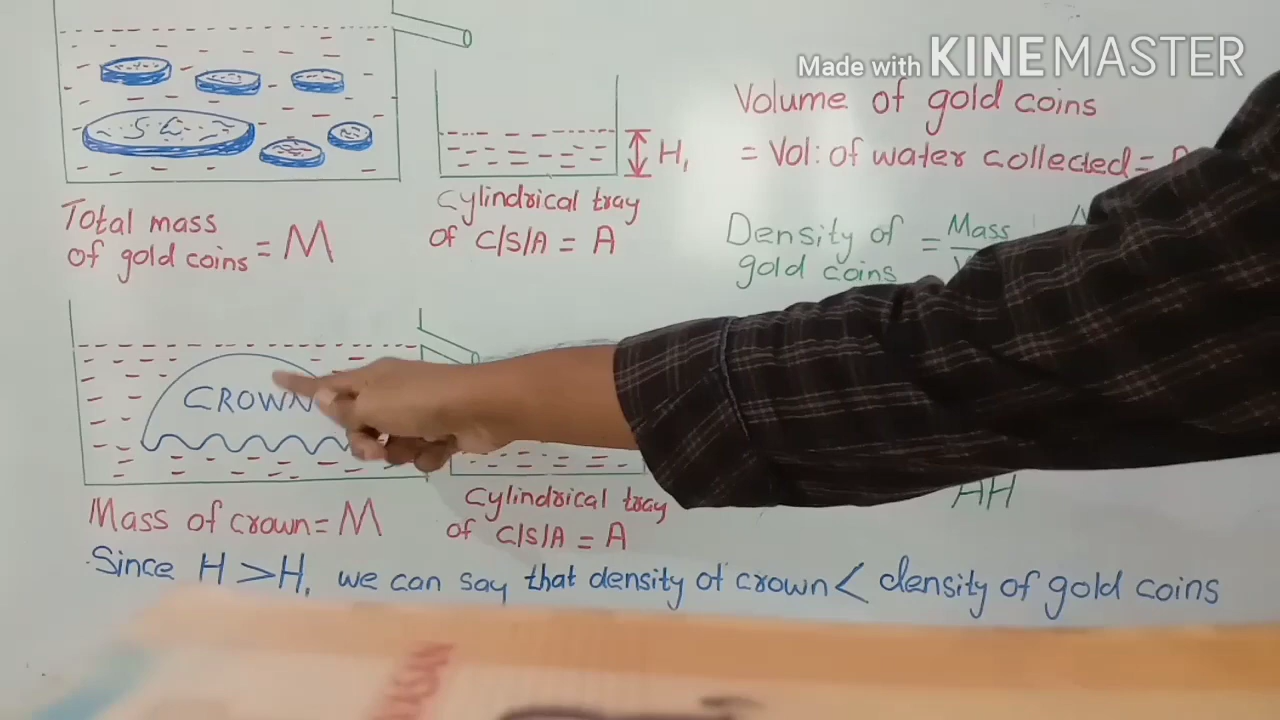 Made with KINEMASTER
Volume of gold coins
= Vol: of water collected =
H₁
Cylindrical tray
of C/S/A = A
Total mass
of gold coins = M
Density of
gold coins
= Mass
CROWN
AH
Mass of crown = M
Cylindrical tray
of C/S/A = A
Since H > H₁ we can say that density of crown < density of gold coins